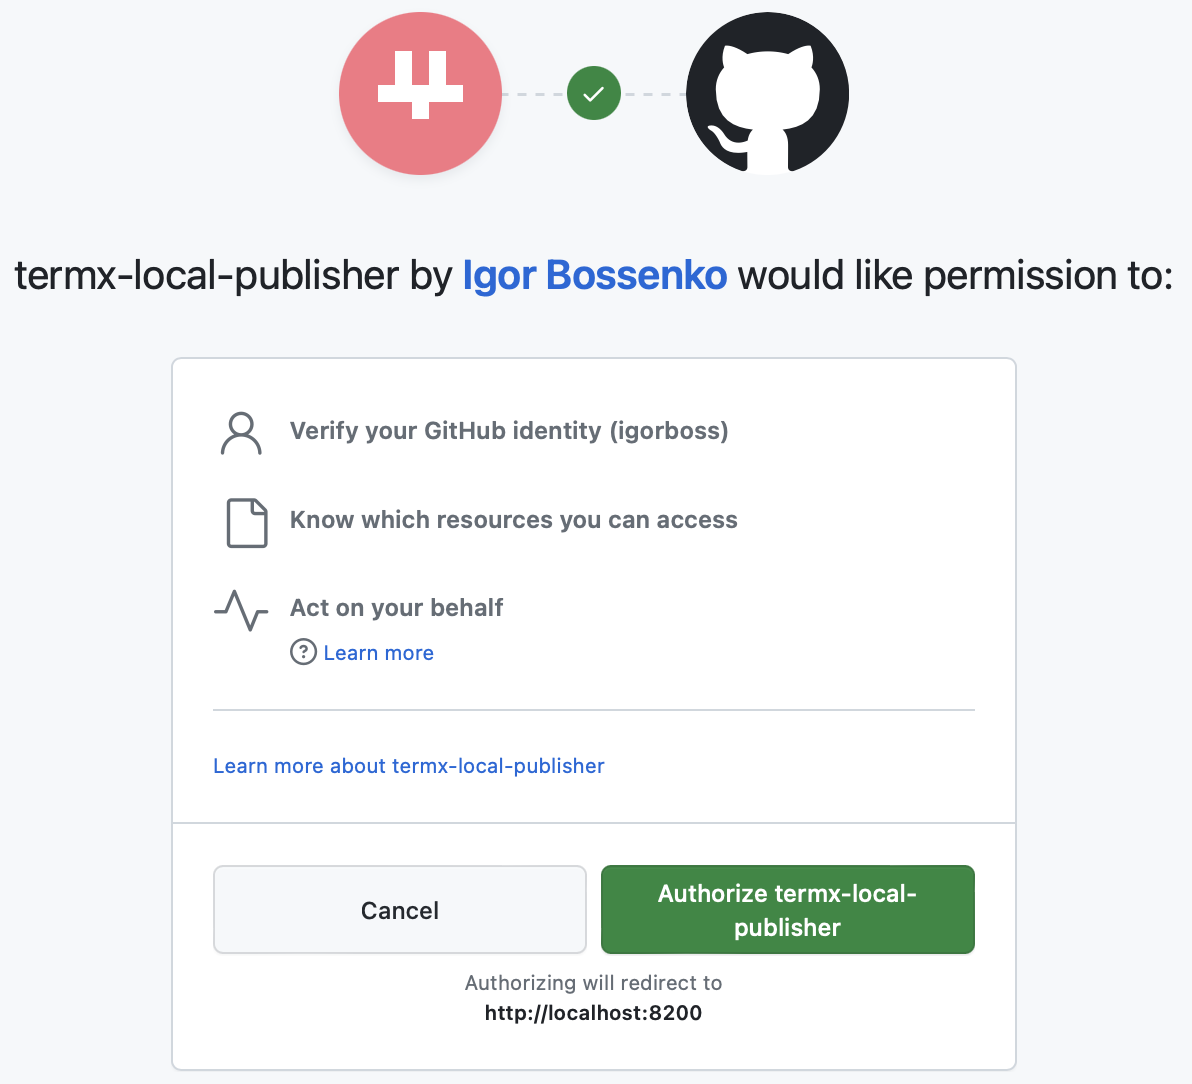 termx-local-publisher by Igor Bossenko would like permission to:
Verify your GitHub identity (igorboss)
Know which resources you can access
Act on your behalf
? Learn more
Learn more about termx-local-publisher
Cancel
Authorize termx-local-
publisher
Authorizing will redirect to
http://localhost:8200